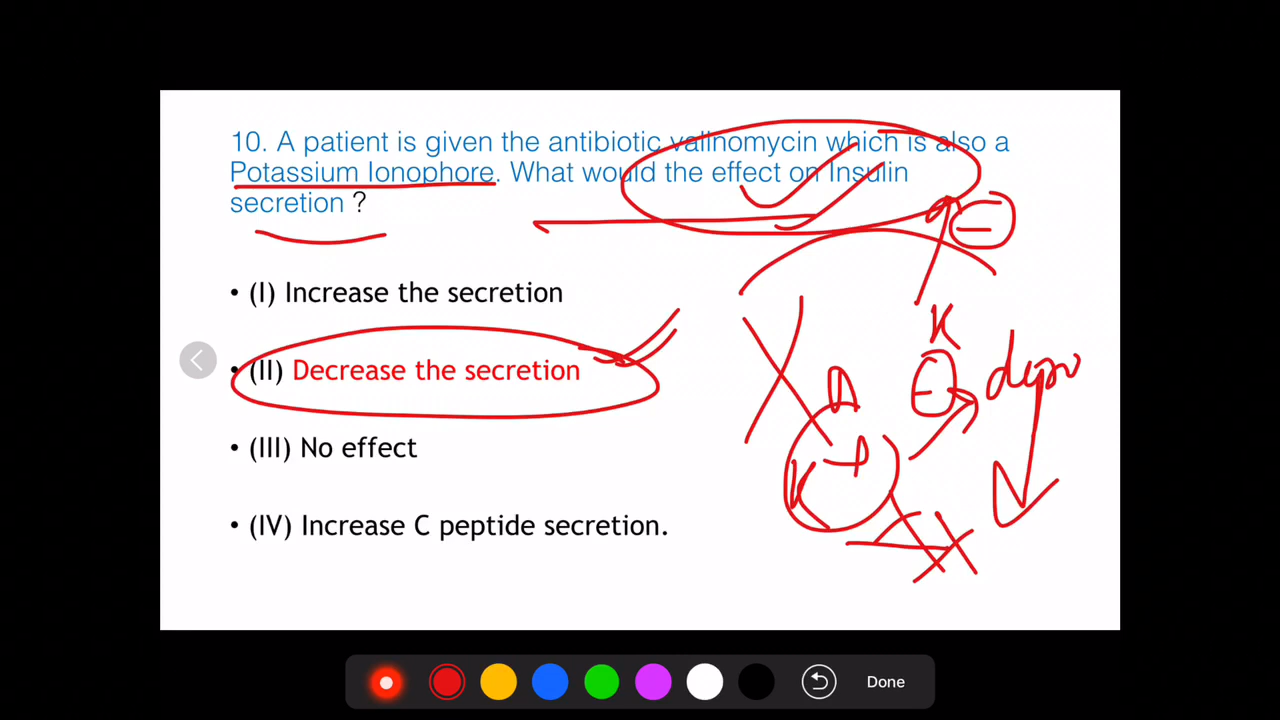 10. A patient is given the antibiotic valinomycin which is also a
Potassium Ionophore. What would the effect on Insulin
secretion ?
• (I) Increase the secretion
• (II) Decrease the secretion
• (III) No effect
• (IV) Increase C peptide secretion.
K
K +
Done